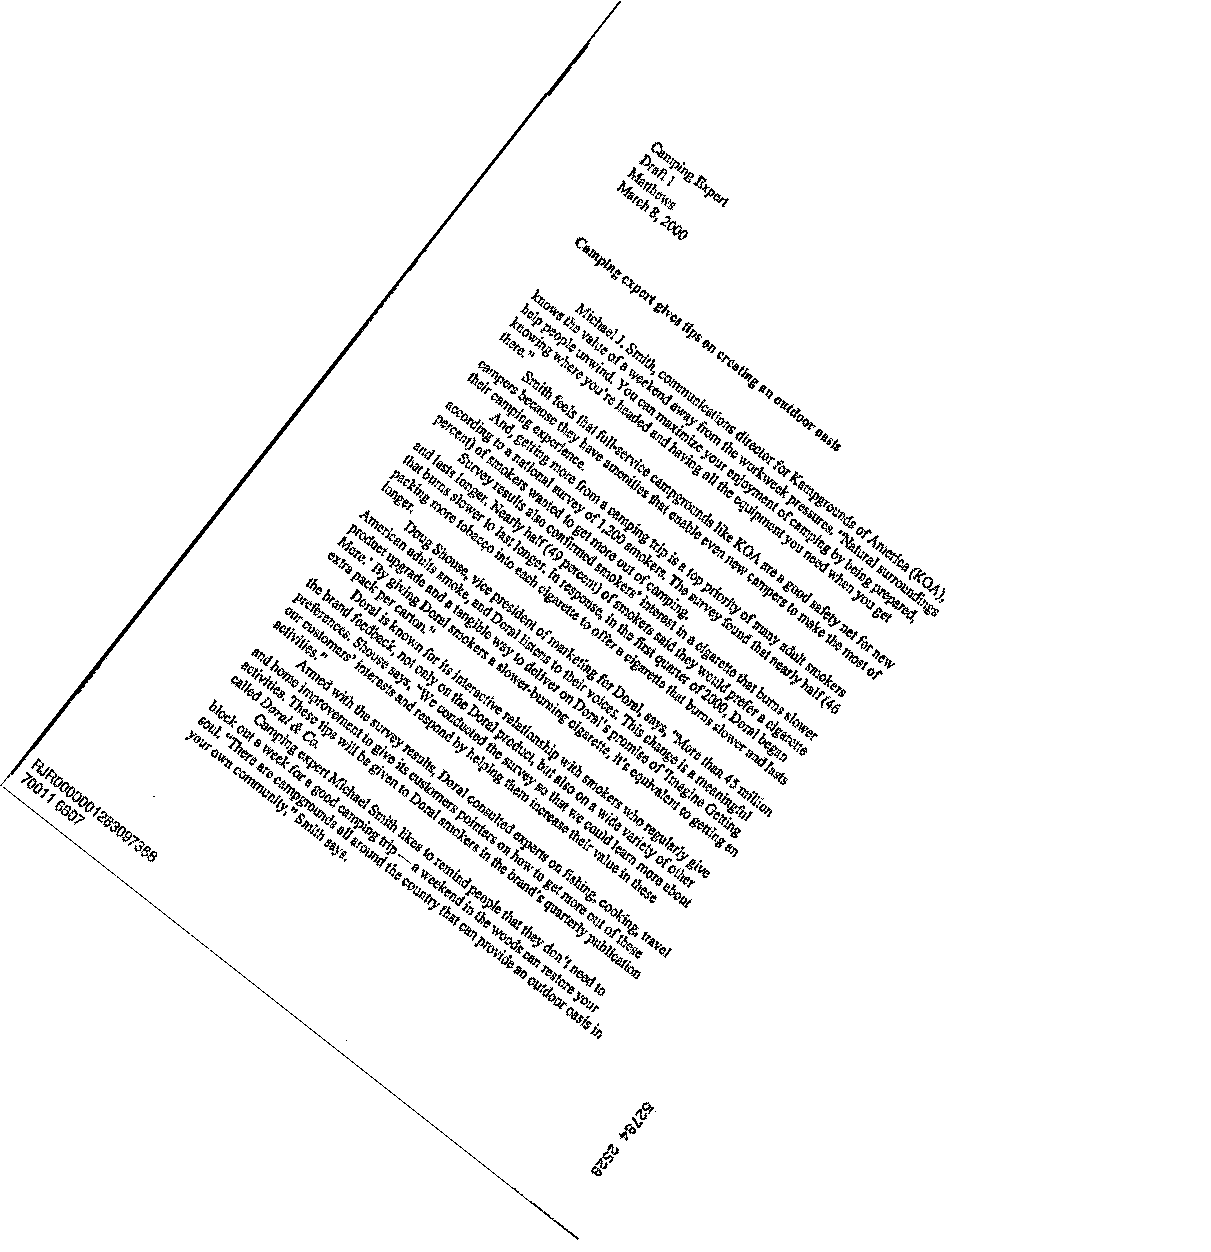 Camping Expert
Draft 1
Matthews
March 8, 2000
Camping expert gives tips on creating an outdoor oasis
Michael J. Smith, communications director for Kampgrounds of America (KOA),
knows the value of a weekend away from the workweek pressures. "Natural surroundings
help people unwind. You can maximize your enjoyment of camping by being prepared,
knowing where you're headed and having all the equipment you need when you get
there."
Smith feels that full-service campgrounds like KOA are a good safety net for new
campers because they have amenities that enable even new campers to make the most of
their camping experience.
And, getting more from a camping trip is a top priority of many adult smokers
according to a national survey of 1,200 smokers. The survey found that nearly half (46
percent) of smokers wanted to get more out of camping.
Survey results also confirmed smokers' interest in a cigarette that burns slower
and lasts longer. Nearly half (49 percent) of smokers said they would prefer a cigarette
that burns slower to last longer. In response, in the first quarter of 2000, Doral began
packing more tobacco into each cigarette to offer a cigarette that burns slower and lasts
longer.
Doug Shouse, vice president of marketing for Doral, says, "More than 45 million
American adults smoke, and Doral listens to their voices. This change is a meaningful
product upgrade and a tangible way to deliver on Doral's promises of 'Imagine Getting
More.' By giving Doral smokers a slower-burning cigarette, it's equivalent to getting an
extra pack per carton."
Doral is known for its interactive relationship with smokers who regularly give
the brand feedback, not only on the Doral product, but also on a wide variety of other
preferences. Shouse says, "We conducted the survey so that we could learn more about
our customers' interests and respond by helping them increase their value in these
activities."
Armed with the survey results, Doral consulted experts on fishing, cooking, travel
and home improvement to give its customers pointers on how to get more out of these
activities. These tips will be given to Doral smokers in the brand's quarterly publication
called Doral & Co.
Camping expert Michael Smith likes to remind people that they don't need to
block out a week for a good camping trip — a weekend in the woods can restore your
soul. "There are campgrounds all around the country that can provide an outdoor oasis in
your own community," Smith says.
RJR0000001263097368
70011 6807
52784 2529